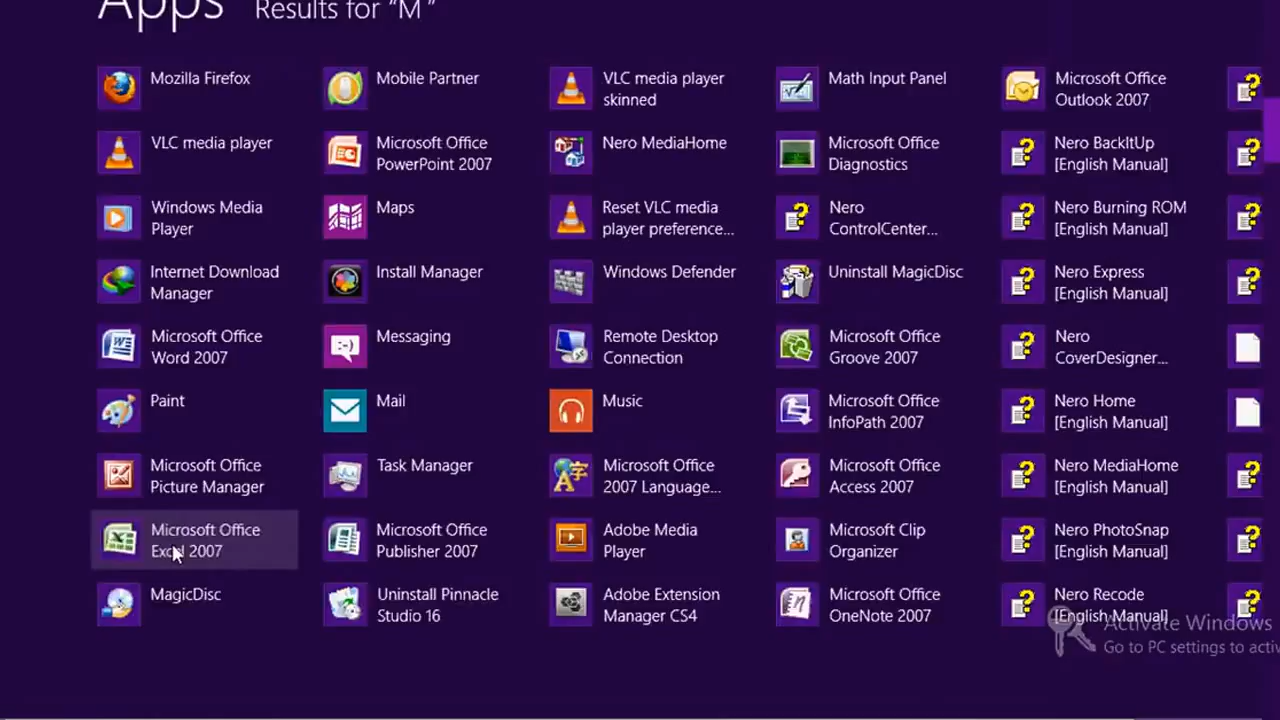 Apps Results for "M"
Mozilla Firefox
VLC media player
Windows Media
Player
Internet Download
Manager
Microsoft Office
Word 2007
Paint
Microsoft Office
Picture Manager
Microsoft Office
Excel 2007
MagicDisc
Mobile Partner
Microsoft Office
PowerPoint 2007
Maps
Install Manager
Messaging
Mail
Task Manager
Microsoft Office
Publisher 2007
Uninstall Pinnacle
Studio 16
VLC media player
skinned
Nero MediaHome
Reset VLC media
player preference...
Windows Defender
Remote Desktop
Connection
Music
Microsoft Office
2007 Language...
Adobe Media
Player
Adobe Extension
Manager CS4
Math Input Panel
Microsoft Office
Diagnostics
Nero
ControlCenter...
Uninstall MagicDisc
Microsoft Office
Groove 2007
Microsoft Office
InfoPath 2007
Microsoft Office
Access 2007
Microsoft Clip
Organizer
Microsoft Office
OneNote 2007
Microsoft Office
Outlook 2007
Nero BackItUp
[English Manual]
Nero Burning ROM
[English Manual]
Nero Express
[English Manual]
Nero
CoverDesigner...
Nero Home
[English Manual]
Nero MediaHome
[English Manual]
Nero PhotoSnap
[English Manual]
Nero Recode
[English Manual]
Activate Windows
Go to PC settings to activ